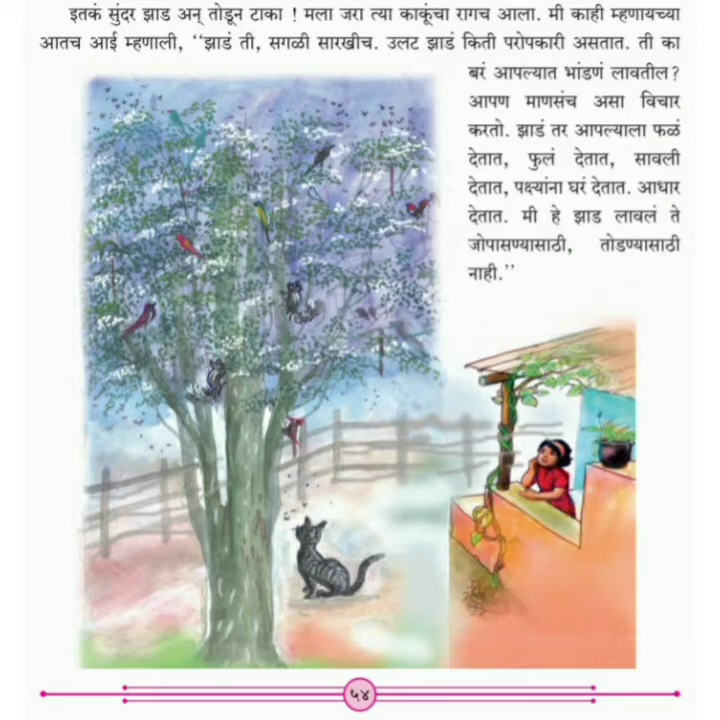 इतकं सुंदर झाड अन् तोडून टाका ! मला जरा त्या काकूंचा रागच आला. मी काही म्हणायच्या
आतच आई म्हणाली, ‘‘झाडं ती, सगळी सारखीच. उलट झाडं किती परोपकारी असतात. ती का
बरं आपल्यात भांडणं लावतील ?
आपण माणसंच असा विचार
करतो. झाडं तर आपल्याला फळं
देतात, फुलं देतात, सावली
देतात, पक्ष्यांना घरं देतात. आधार
देतात. मी हे झाड लावलं ते
जोपासण्यासाठी, तोडण्यासाठी
नाही.’’
५४